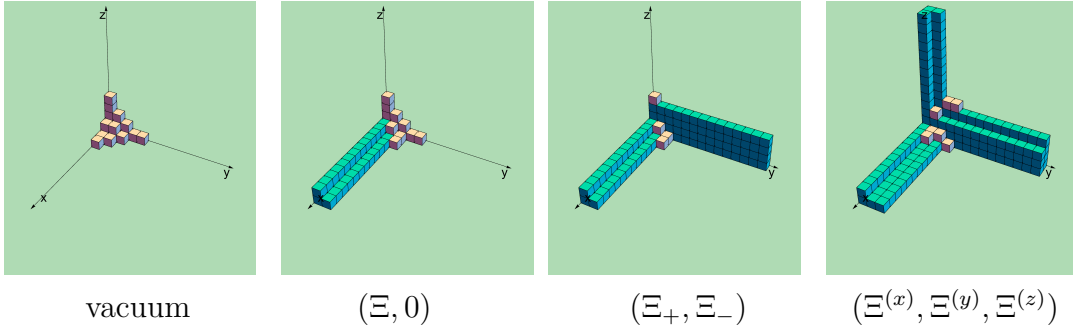 z z z z
y y y y
x x x x
vacuum (Ξ, 0) (Ξ₊, Ξ₋) (Ξ⁽ˣ⁾, Ξ⁽ʸ⁾, Ξ⁽ᶻ⁾)